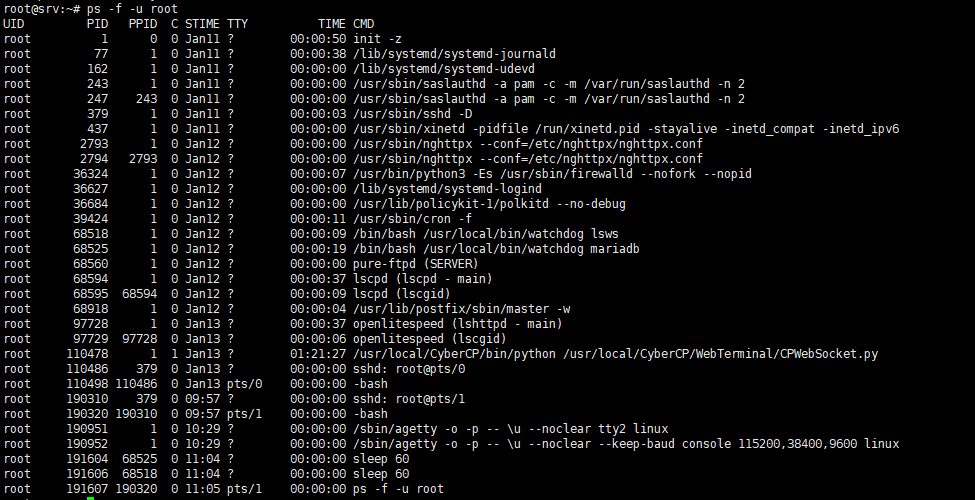 root@srv:~# ps -f -u root
UID          PID    PPID  C STIME TTY          TIME CMD
root           1       0  0 Jan11 ?        00:00:50 init -z
root          77       1  0 Jan11 ?        00:00:38 /lib/systemd/systemd-journald
root         162       1  0 Jan11 ?        00:00:00 /lib/systemd/systemd-udevd
root         243       1  0 Jan11 ?        00:00:00 /usr/sbin/saslauthd -a pam -c -m /var/run/saslauthd -n 2
root         247     243  0 Jan11 ?        00:00:00 /usr/sbin/saslauthd -a pam -c -m /var/run/saslauthd -n 2
root         379       1  0 Jan11 ?        00:00:03 /usr/sbin/sshd -D
root         437       1  0 Jan11 ?        00:00:00 /usr/sbin/xinetd -pidfile /run/xinetd.pid -stayalive -inetd_compat -inetd_ipv6
root        2793       1  0 Jan12 ?        00:00:00 /usr/sbin/nghttpx --conf=/etc/nghttpx/nghttpx.conf
root        2794    2793  0 Jan12 ?        00:00:00 /usr/sbin/nghttpx --conf=/etc/nghttpx/nghttpx.conf
root       36324       1  0 Jan12 ?        00:00:07 /usr/bin/python3 -Es /usr/sbin/firewalld --nofork --nopid
root       36627       1  0 Jan12 ?        00:00:00 /lib/systemd/systemd-logind
root       36684       1  0 Jan12 ?        00:00:00 /usr/lib/policykit-1/polkitd --no-debug
root       39424       1  0 Jan12 ?        00:00:11 /usr/sbin/cron -f
root       68518       1  0 Jan12 ?        00:00:09 /bin/bash /usr/local/bin/watchdog lsws
root       68525       1  0 Jan12 ?        00:00:19 /bin/bash /usr/local/bin/watchdog mariadb
root       68560       1  0 Jan12 ?        00:00:00 pure-ftpd (SERVER)
root       68594       1  0 Jan12 ?        00:00:37 lscpd (lscpd - main)
root       68595   68594  0 Jan12 ?        00:00:09 lscpd (lscgid)
root       68918       1  0 Jan12 ?        00:00:04 /usr/lib/postfix/sbin/master -w
root       97728       1  0 Jan13 ?        00:00:37 openlitespeed (lshttpd - main)
root       97729   97728  0 Jan13 ?        00:00:06 openlitespeed (lscgid)
root      110478       1  1 Jan13 ?        01:21:27 /usr/local/CyberCP/bin/python /usr/local/CyberCP/WebTerminal/CPWebSocket.py
root      110486     379  0 Jan13 ?        00:00:00 sshd: root@pts/0
root      110498  110486  0 Jan13 pts/0    00:00:00 -bash
root      190310     379  0 09:57 ?        00:00:00 sshd: root@pts/1
root      190320  190310  0 09:57 pts/1    00:00:00 -bash
root      190951       1  0 10:29 ?        00:00:00 /sbin/agetty -o -p -- \u --noclear tty2 linux
root      190952       1  0 10:29 ?        00:00:00 /sbin/agetty -o -p -- \u --noclear --keep-baud console 115200,38400,9600 linux
root      191604   68525  0 11:04 ?        00:00:00 sleep 60
root      191606   68518  0 11:04 ?        00:00:00 sleep 60
root      191607  190320  0 11:05 pts/1    00:00:00 ps -f -u root